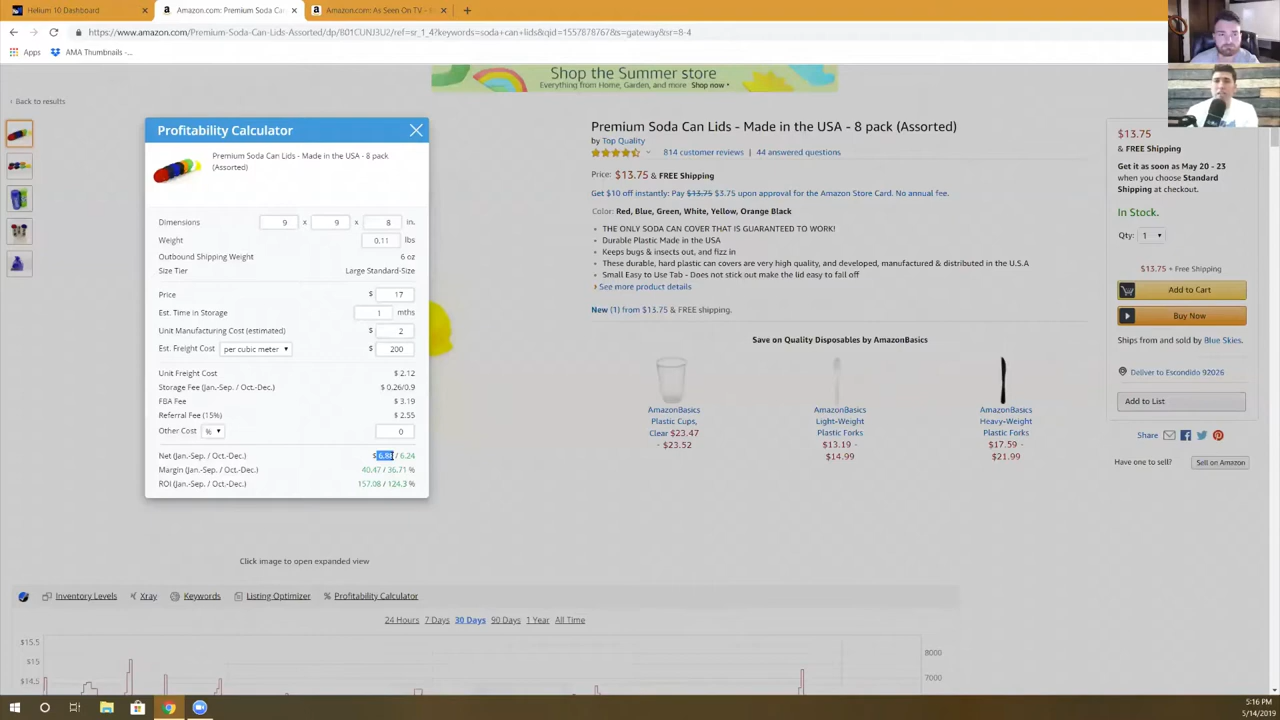 Helium 10 Dashboard
Amazon.com: Premium Soda Ca
Amazon.com: As Seen On TV -
https://www.amazon.com/Premium-Soda-Can-Lids-Assorted/dp/B01CUNJ3U2/ref=sr_1_4?keywords=soda+can+lids&qid=1557878767&s=gateway&sr=8-4
Apps
AMA Thumbnails -
Shop the Summer store
Everything from Home, Garden, and more Shop now ›
‹ Back to results
Profitability Calculator
Premium Soda Can Lids - Made in the USA - 8 pack
(Assorted)
Dimensions 9 x 9 x 8 in.
Weight 0.11 lbs
Outbound Shipping Weight 6 oz
Size Tier Large Standard-Size
Price $ 17
Est. Time in Storage 1 mths
Unit Manufacturing Cost (estimated) $ 2
Est. Freight Cost per cubic meter $ 200
Unit Freight Cost $ 2.12
Storage Fee (Jan.-Sep. / Oct.-Dec.) $ 0.26/0.9
FBA Fee $ 3.19
Referral Fee (15%) $ 2.55
Other Cost % 0
Net (Jan.-Sep. / Oct.-Dec.) $ 6.88 / 6.24
Margin (Jan.-Sep. / Oct.-Dec.) 40.47 / 36.71 %
ROI (Jan.-Sep. / Oct.-Dec.) 157.08 / 124.3 %
Premium Soda Can Lids - Made in the USA - 8 pack (Assorted)
by Top Quality
814 customer reviews | 44 answered questions
Price: $13.75 & FREE Shipping
Get $10 off instantly: Pay $13.75 $3.75 upon approval for the Amazon Store Card. No annual fee.
Color: Red, Blue, Green, White, Yellow, Orange Black
THE ONLY SODA CAN COVER THAT IS GUARANTEED TO WORK!
Durable Plastic Made in the USA
Keeps bugs & insects out, and fizz in
These durable, hard plastic can covers are very high quality, and developed, manufactured & distributed in the U.S.A
Small Easy to Use Tab - Does not stick out make the lid easy to fall off
› See more product details
New (1) from $13.75 & FREE shipping.
Save on Quality Disposables by AmazonBasics
AmazonBasics
Plastic Cups,
Clear $23.47
- $23.52
AmazonBasics
Light-Weight
Plastic Forks
$13.19
- $14.99
AmazonBasics
Heavy-Weight
Plastic Forks
$17.59
- $21.99
$13.75
& FREE Shipping
Get it as soon as May 20 - 23
when you choose Standard
Shipping at checkout.
In Stock.
Qty: 1
$13.75 + Free Shipping
Add to Cart
Buy Now
Ships from and sold by Blue Skies.
Deliver to Escondido 92026
Add to List
Share
Have one to sell? Sell on Amazon
Click image to open expanded view
Inventory Levels Xray Keywords Listing Optimizer % Profitability Calculator
24 Hours 7 Days 30 Days 90 Days 1 Year All Time
$15.5
$15
$14.5
8000
7000
5:16 PM
5/14/2019